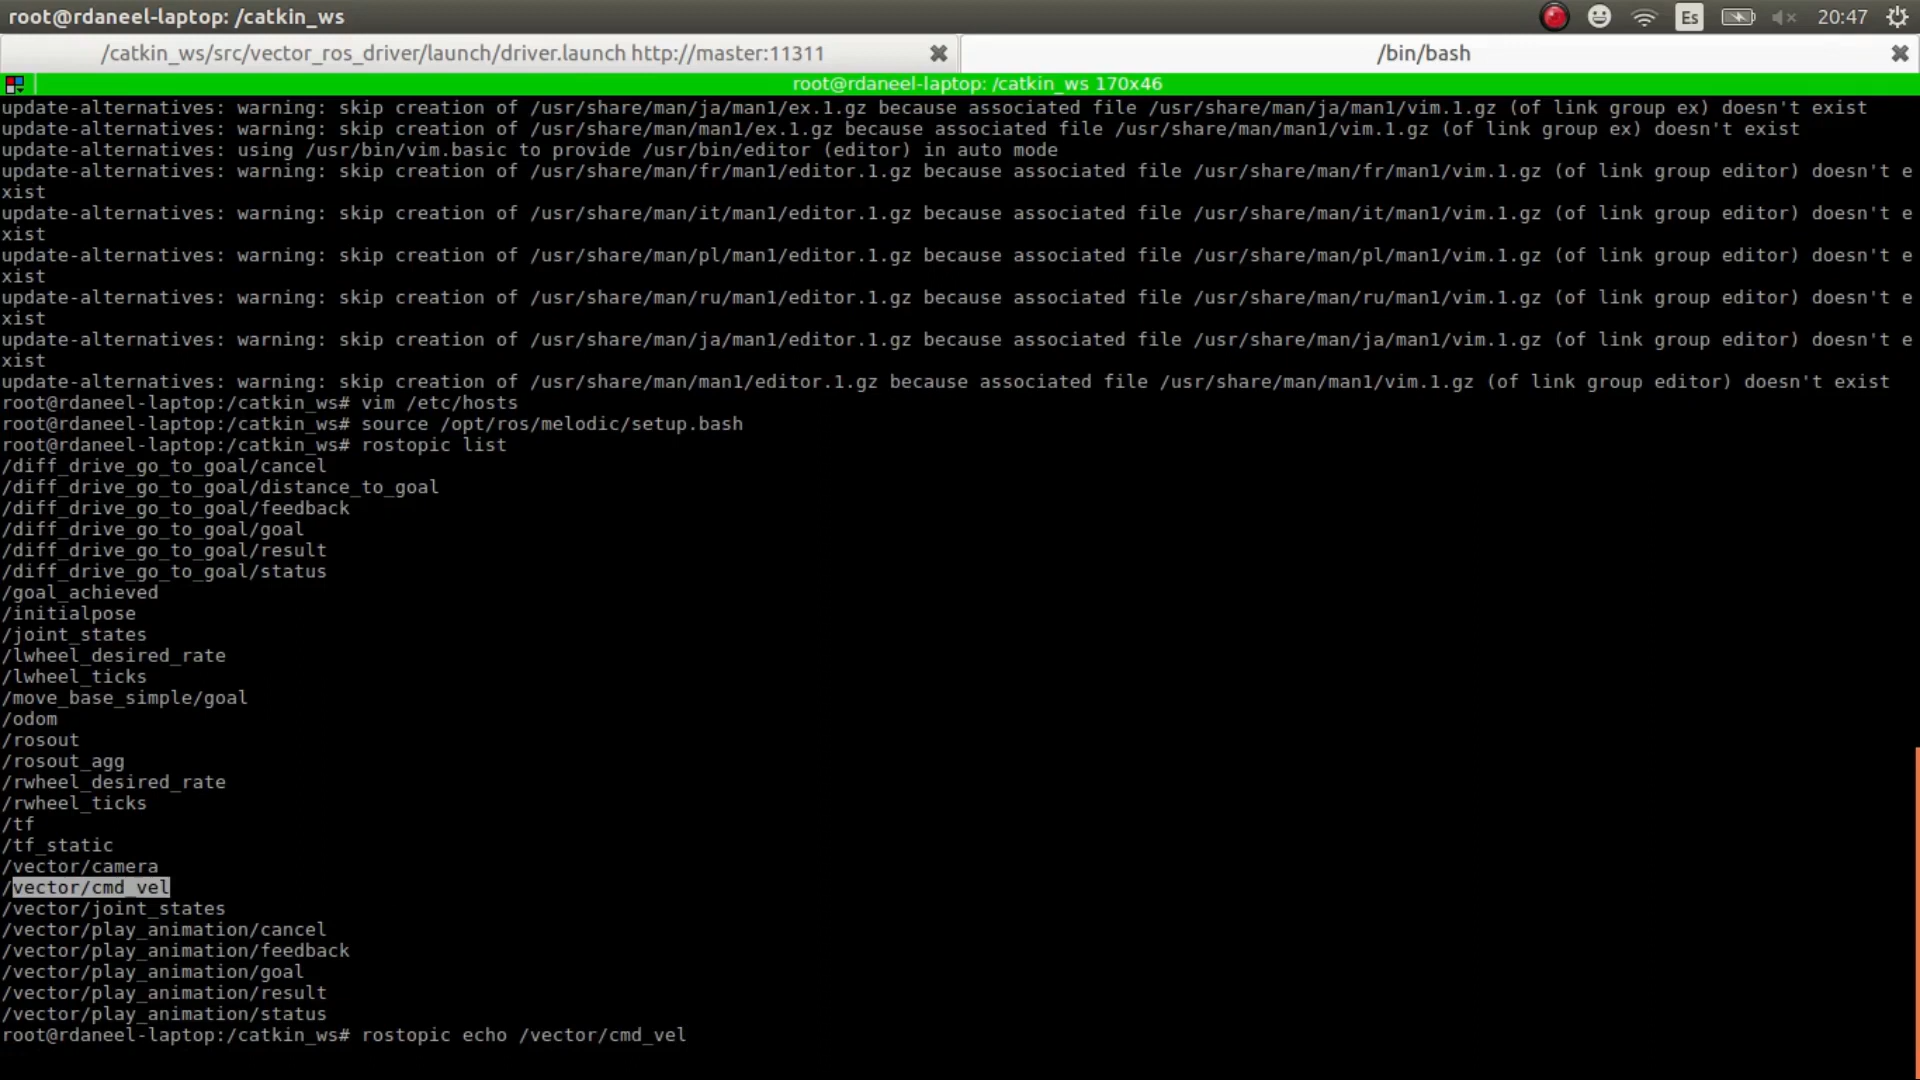 root@rdaneel-laptop: /catkin_ws
Es
20:47
/catkin_ws/src/vector_ros_driver/launch/driver.launch http://master:11311
/bin/bash
root@rdaneel-laptop: /catkin_ws 170x46
update-alternatives: warning: skip creation of /usr/share/man/ja/man1/ex.1.gz because associated file /usr/share/man/ja/man1/vim.1.gz (of link group ex) doesn't exist
update-alternatives: warning: skip creation of /usr/share/man/man1/ex.1.gz because associated file /usr/share/man/man1/vim.1.gz (of link group ex) doesn't exist
update-alternatives: using /usr/bin/vim.basic to provide /usr/bin/editor (editor) in auto mode
update-alternatives: warning: skip creation of /usr/share/man/fr/man1/editor.1.gz because associated file /usr/share/man/fr/man1/vim.1.gz (of link group editor) doesn't e
xist
update-alternatives: warning: skip creation of /usr/share/man/it/man1/editor.1.gz because associated file /usr/share/man/it/man1/vim.1.gz (of link group editor) doesn't e
xist
update-alternatives: warning: skip creation of /usr/share/man/pl/man1/editor.1.gz because associated file /usr/share/man/pl/man1/vim.1.gz (of link group editor) doesn't e
xist
update-alternatives: warning: skip creation of /usr/share/man/ru/man1/editor.1.gz because associated file /usr/share/man/ru/man1/vim.1.gz (of link group editor) doesn't e
xist
update-alternatives: warning: skip creation of /usr/share/man/ja/man1/editor.1.gz because associated file /usr/share/man/ja/man1/vim.1.gz (of link group editor) doesn't e
xist
update-alternatives: warning: skip creation of /usr/share/man/man1/editor.1.gz because associated file /usr/share/man/man1/vim.1.gz (of link group editor) doesn't exist
root@rdaneel-laptop:/catkin_ws# vim /etc/hosts
root@rdaneel-laptop:/catkin_ws# source /opt/ros/melodic/setup.bash
root@rdaneel-laptop:/catkin_ws# rostopic list
/diff_drive_go_to_goal/cancel
/diff_drive_go_to_goal/distance_to_goal
/diff_drive_go_to_goal/feedback
/diff_drive_go_to_goal/goal
/diff_drive_go_to_goal/result
/diff_drive_go_to_goal/status
/goal_achieved
/initialpose
/joint_states
/lwheel_desired_rate
/lwheel_ticks
/move_base_simple/goal
/odom
/rosout
/rosout_agg
/rwheel_desired_rate
/rwheel_ticks
/tf
/tf_static
/vector/camera
/vector/cmd_vel
/vector/joint_states
/vector/play_animation/cancel
/vector/play_animation/feedback
/vector/play_animation/goal
/vector/play_animation/result
/vector/play_animation/status
root@rdaneel-laptop:/catkin_ws# rostopic echo /vector/cmd_vel